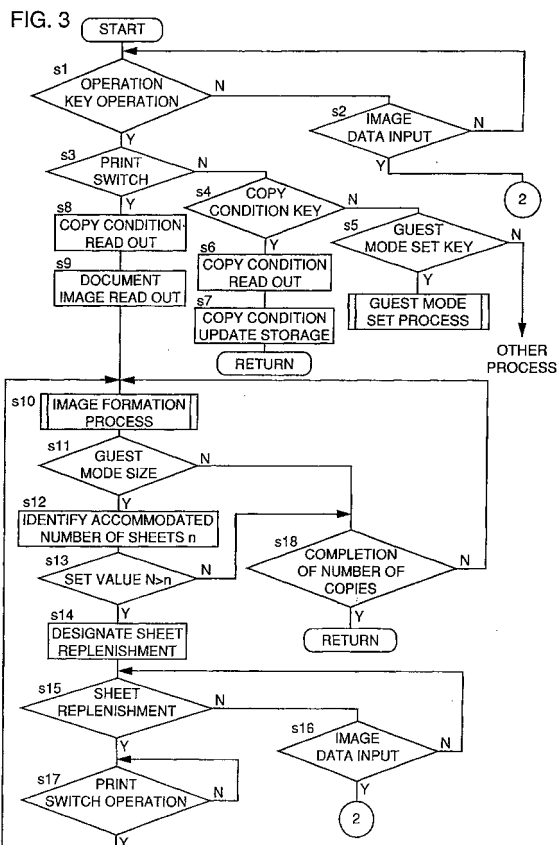 FIG. 3
START
s1
OPERATION
KEY OPERATION
N
Y
s2
IMAGE
DATA INPUT
N
Y
2
s3
PRINT
SWITCH
N
Y
s4
COPY
CONDITION KEY
N
Y
s5
GUEST
MODE SET KEY
N
Y
s8
COPY CONDITION
READ OUT
s6
COPY CONDITION
READ OUT
s9
DOCUMENT
IMAGE READ OUT
s7
COPY CONDITION
UPDATE STORAGE
RETURN
GUEST MODE
SET PROCESS
OTHER
PROCESS
s10
IMAGE FORMATION
PROCESS
s11
GUEST
MODE SIZE
N
Y
s12
IDENTIFY ACCOMMODATED
NUMBER OF SHEETS n
s13
SET VALUE N>n
N
Y
s18
COMPLETION
OF NUMBER OF
COPIES
N
Y
RETURN
s14
DESIGNATE SHEET
REPLENISHMENT
s15
SHEET
REPLENISHMENT
N
Y
s16
IMAGE
DATA INPUT
N
Y
2
s17
PRINT
SWITCH OPERATION
N
Y